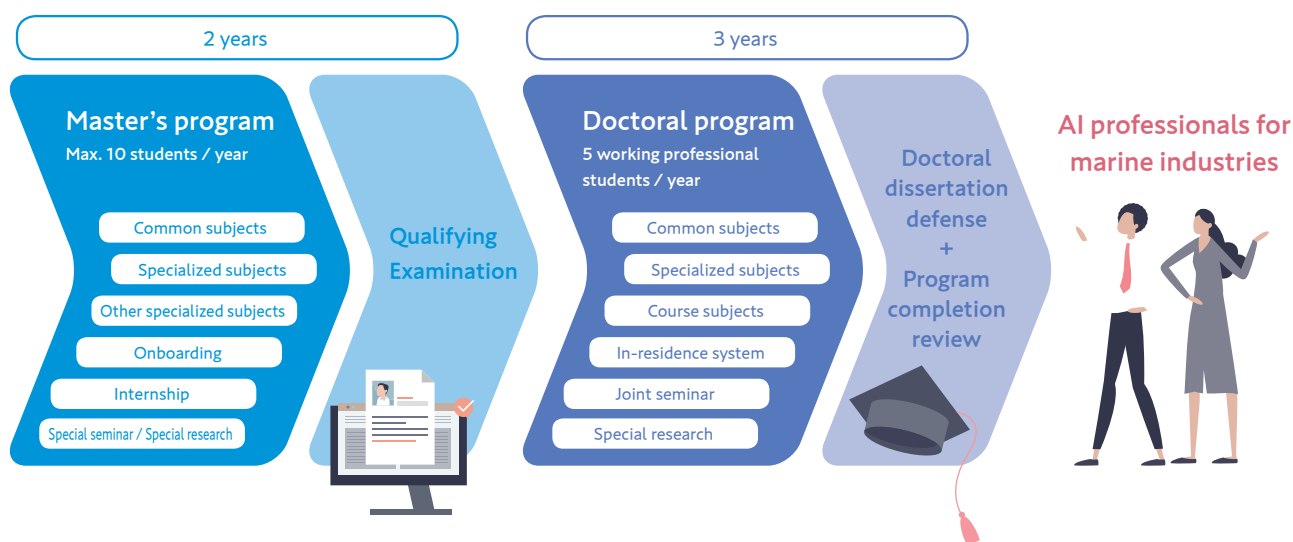 2 years
Master's program
Max. 10 students / year
Common subjects
Specialized subjects
Other specialized subjects
Onboarding
Internship
Special seminar / Special research
Qualifying
Examination
3 years
Doctoral program
5 working professional
students / year
Common subjects
Specialized subjects
Course subjects
In-residence system
Joint seminar
Special research
Doctoral
dissertation
defense
+
Program
completion
review
AI professionals for
marine industries